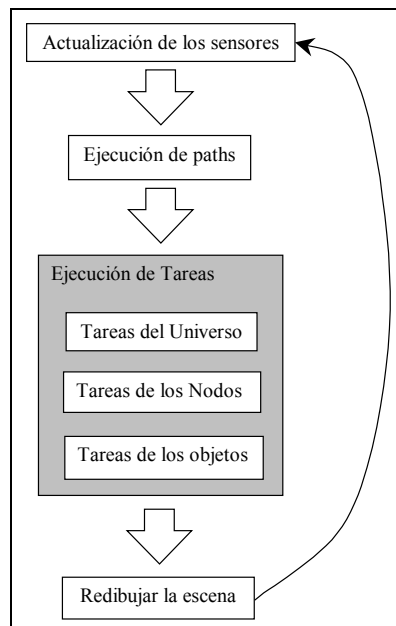 Actualización de los sensores
Ejecución de paths
Ejecución de Tareas
Tareas del Universo
Tareas de los Nodos
Tareas de los objetos
Redibujar la escena